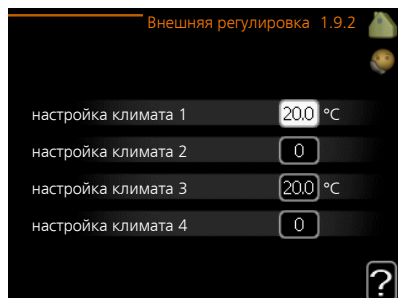 Внешняя регулировка 1.9.2
настройка климата 1 20.0 °C
настройка климата 2 0
настройка климата 3 20.0 °C
настройка климата 4 0
?